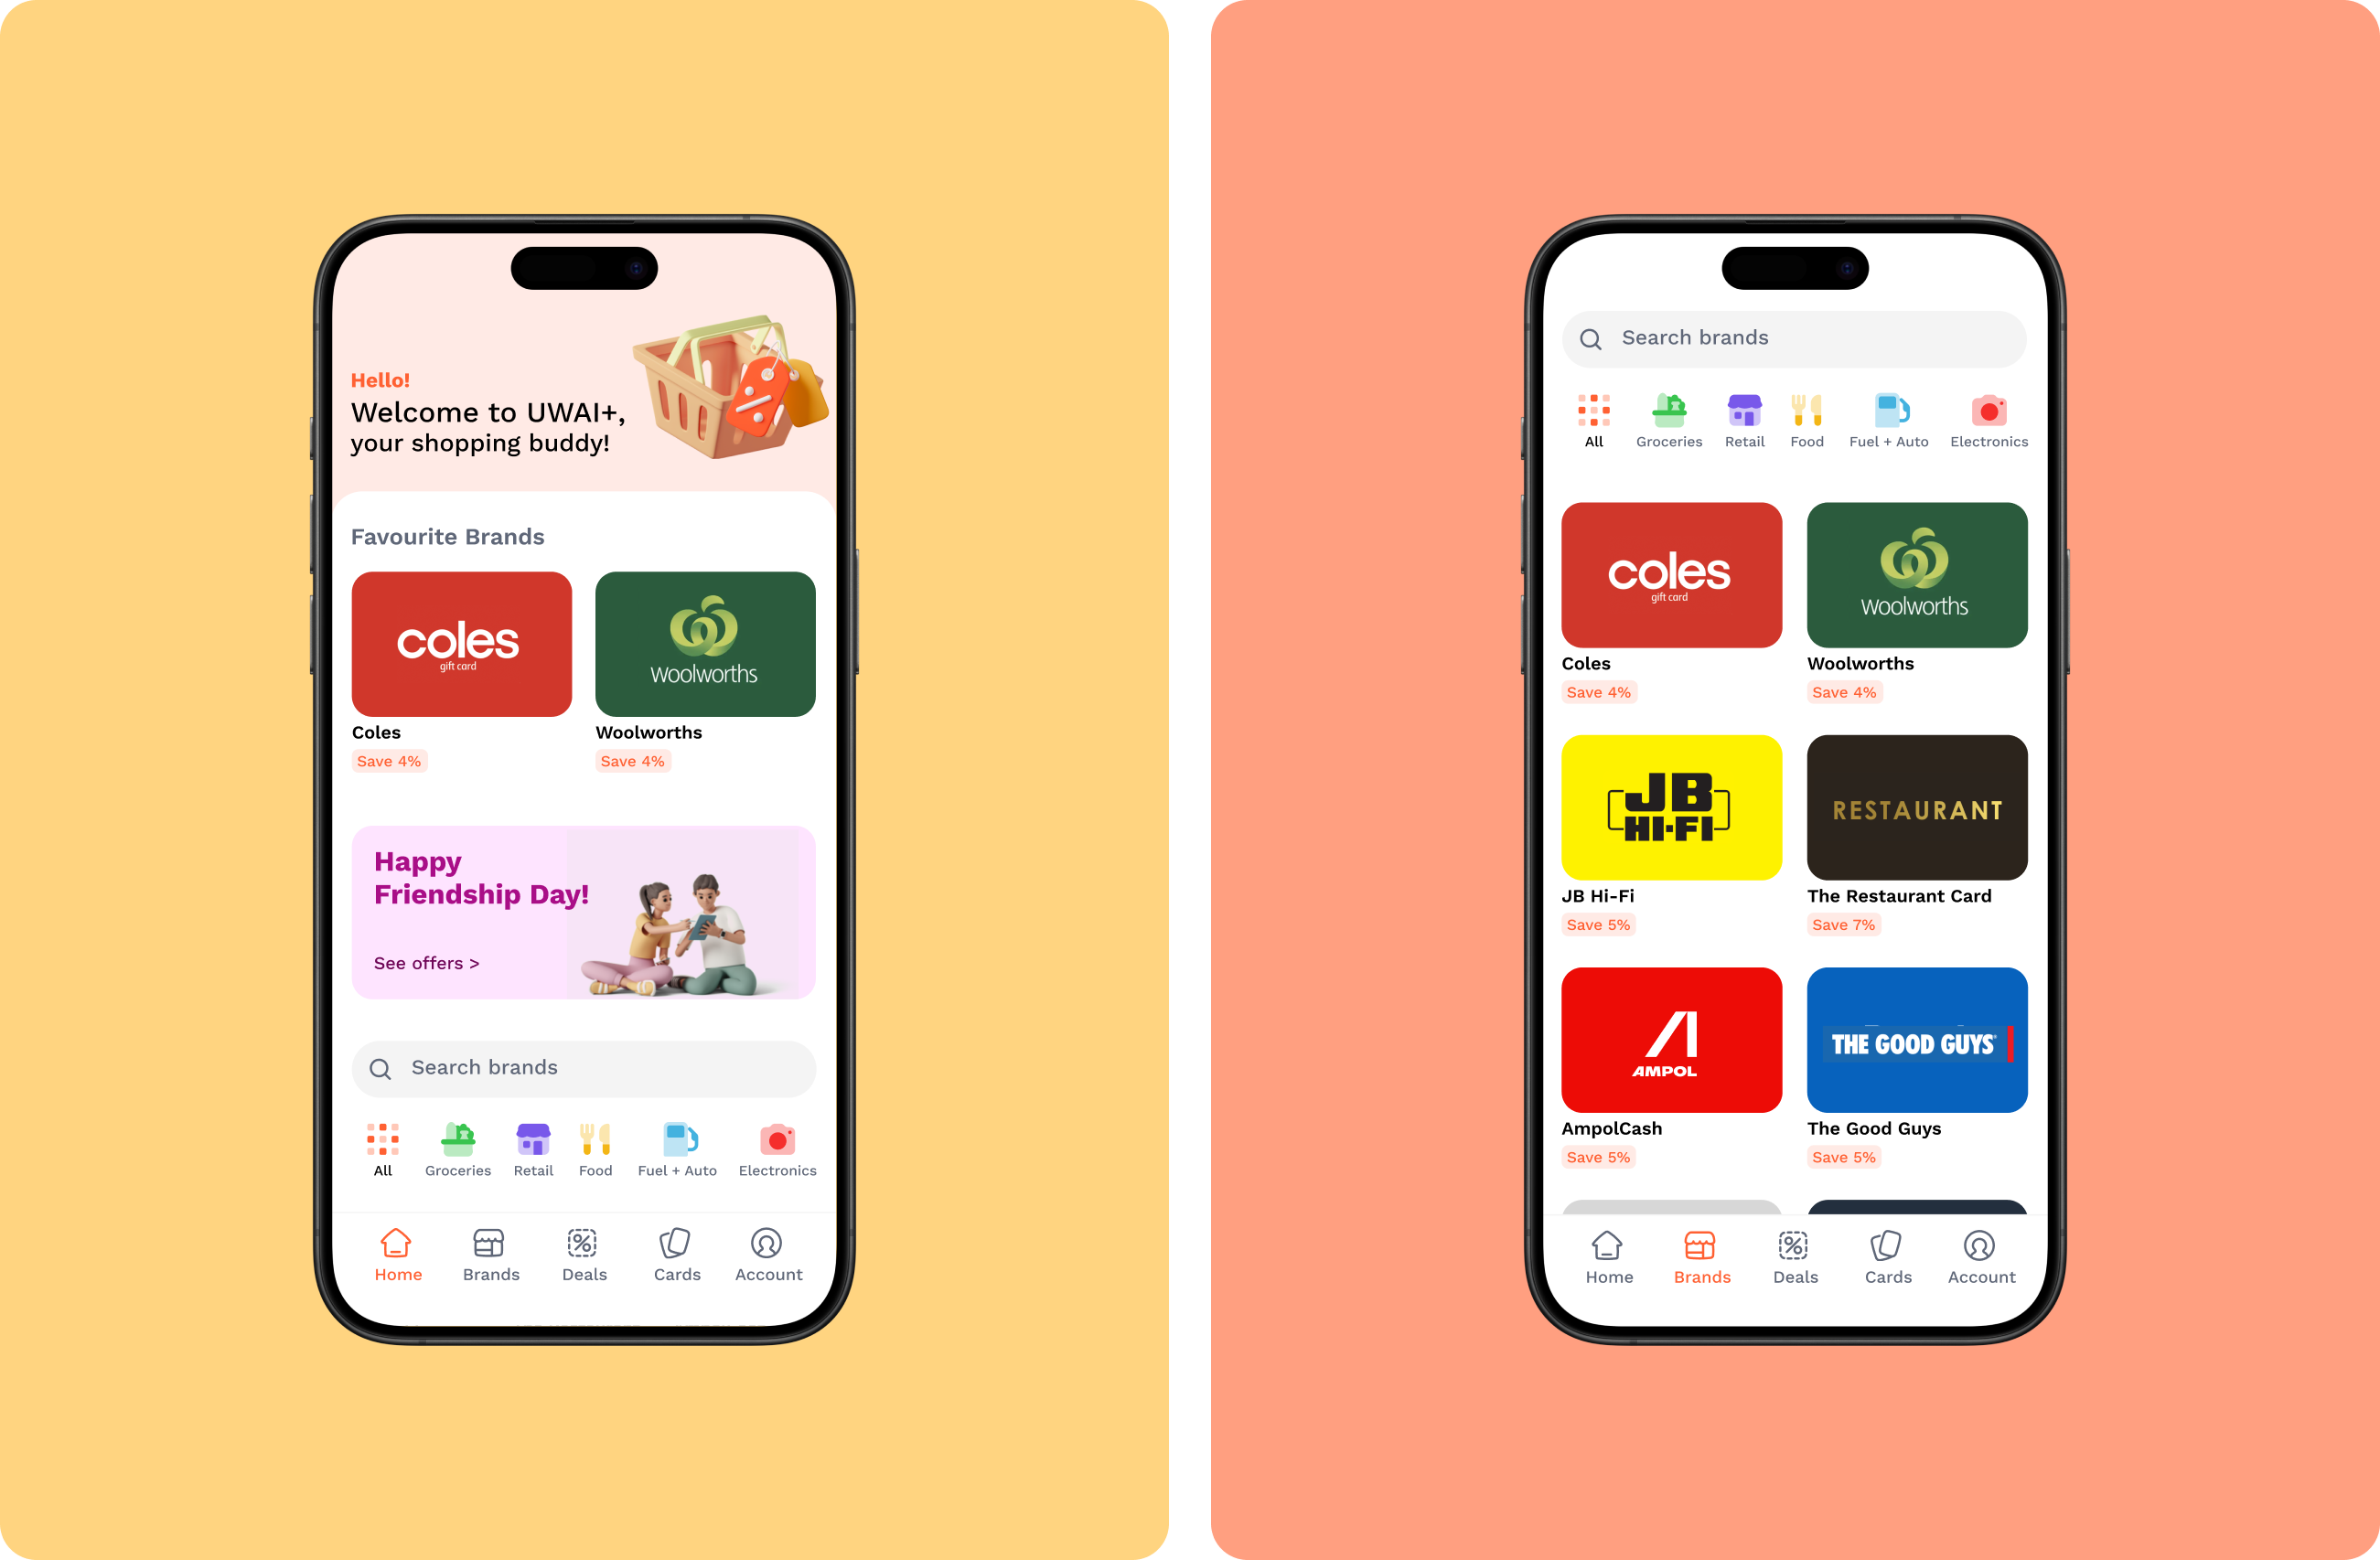 Hello!
Welcome to UWAI+,
your shopping buddy!
Favourite Brands
coles
gift card
Woolworths
Coles
Woolworths
Save 4%
Save 4%
Happy
Friendship Day!
See offers >
Search brands
All
Groceries
Retail
Food
Fuel + Auto
Electronics
Home
Brands
Deals
Cards
Account
Search brands
All
Groceries
Retail
Food
Fuel + Auto
Electronics
coles
gift card
Woolworths
Coles
Woolworths
Save 4%
Save 4%
JB
HI-FI
RESTAURANT
JB Hi-Fi
The Restaurant Card
Save 5%
Save 7%
AMPOL
THE GOOD GUYS
AmpolCash
The Good Guys
Save 5%
Save 5%
Home
Brands
Deals
Cards
Account